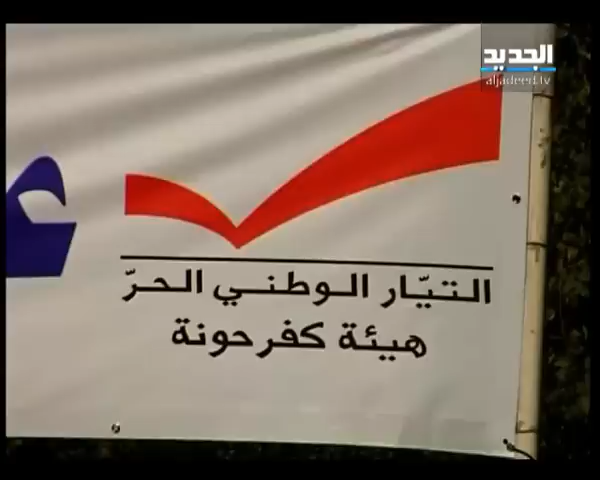 الجديد
aljadeed.tv
التيّار الوطني الحرّ
هيئة كفرحونة